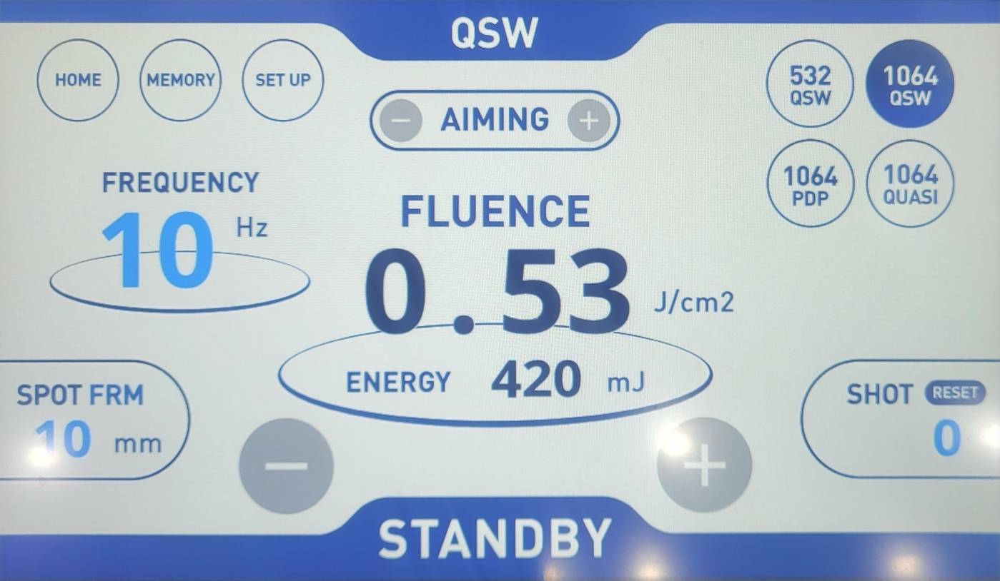 QSW
HOME MEMORY SET UP
532 QSW
1064 QSW
− AIMING +
1064 PDP
1064 QUASI
FREQUENCY
10 Hz
FLUENCE
0.53 J/cm2
ENERGY 420 mJ
SPOT FRM
10 mm
SHOT RESET
0
− +
STANDBY